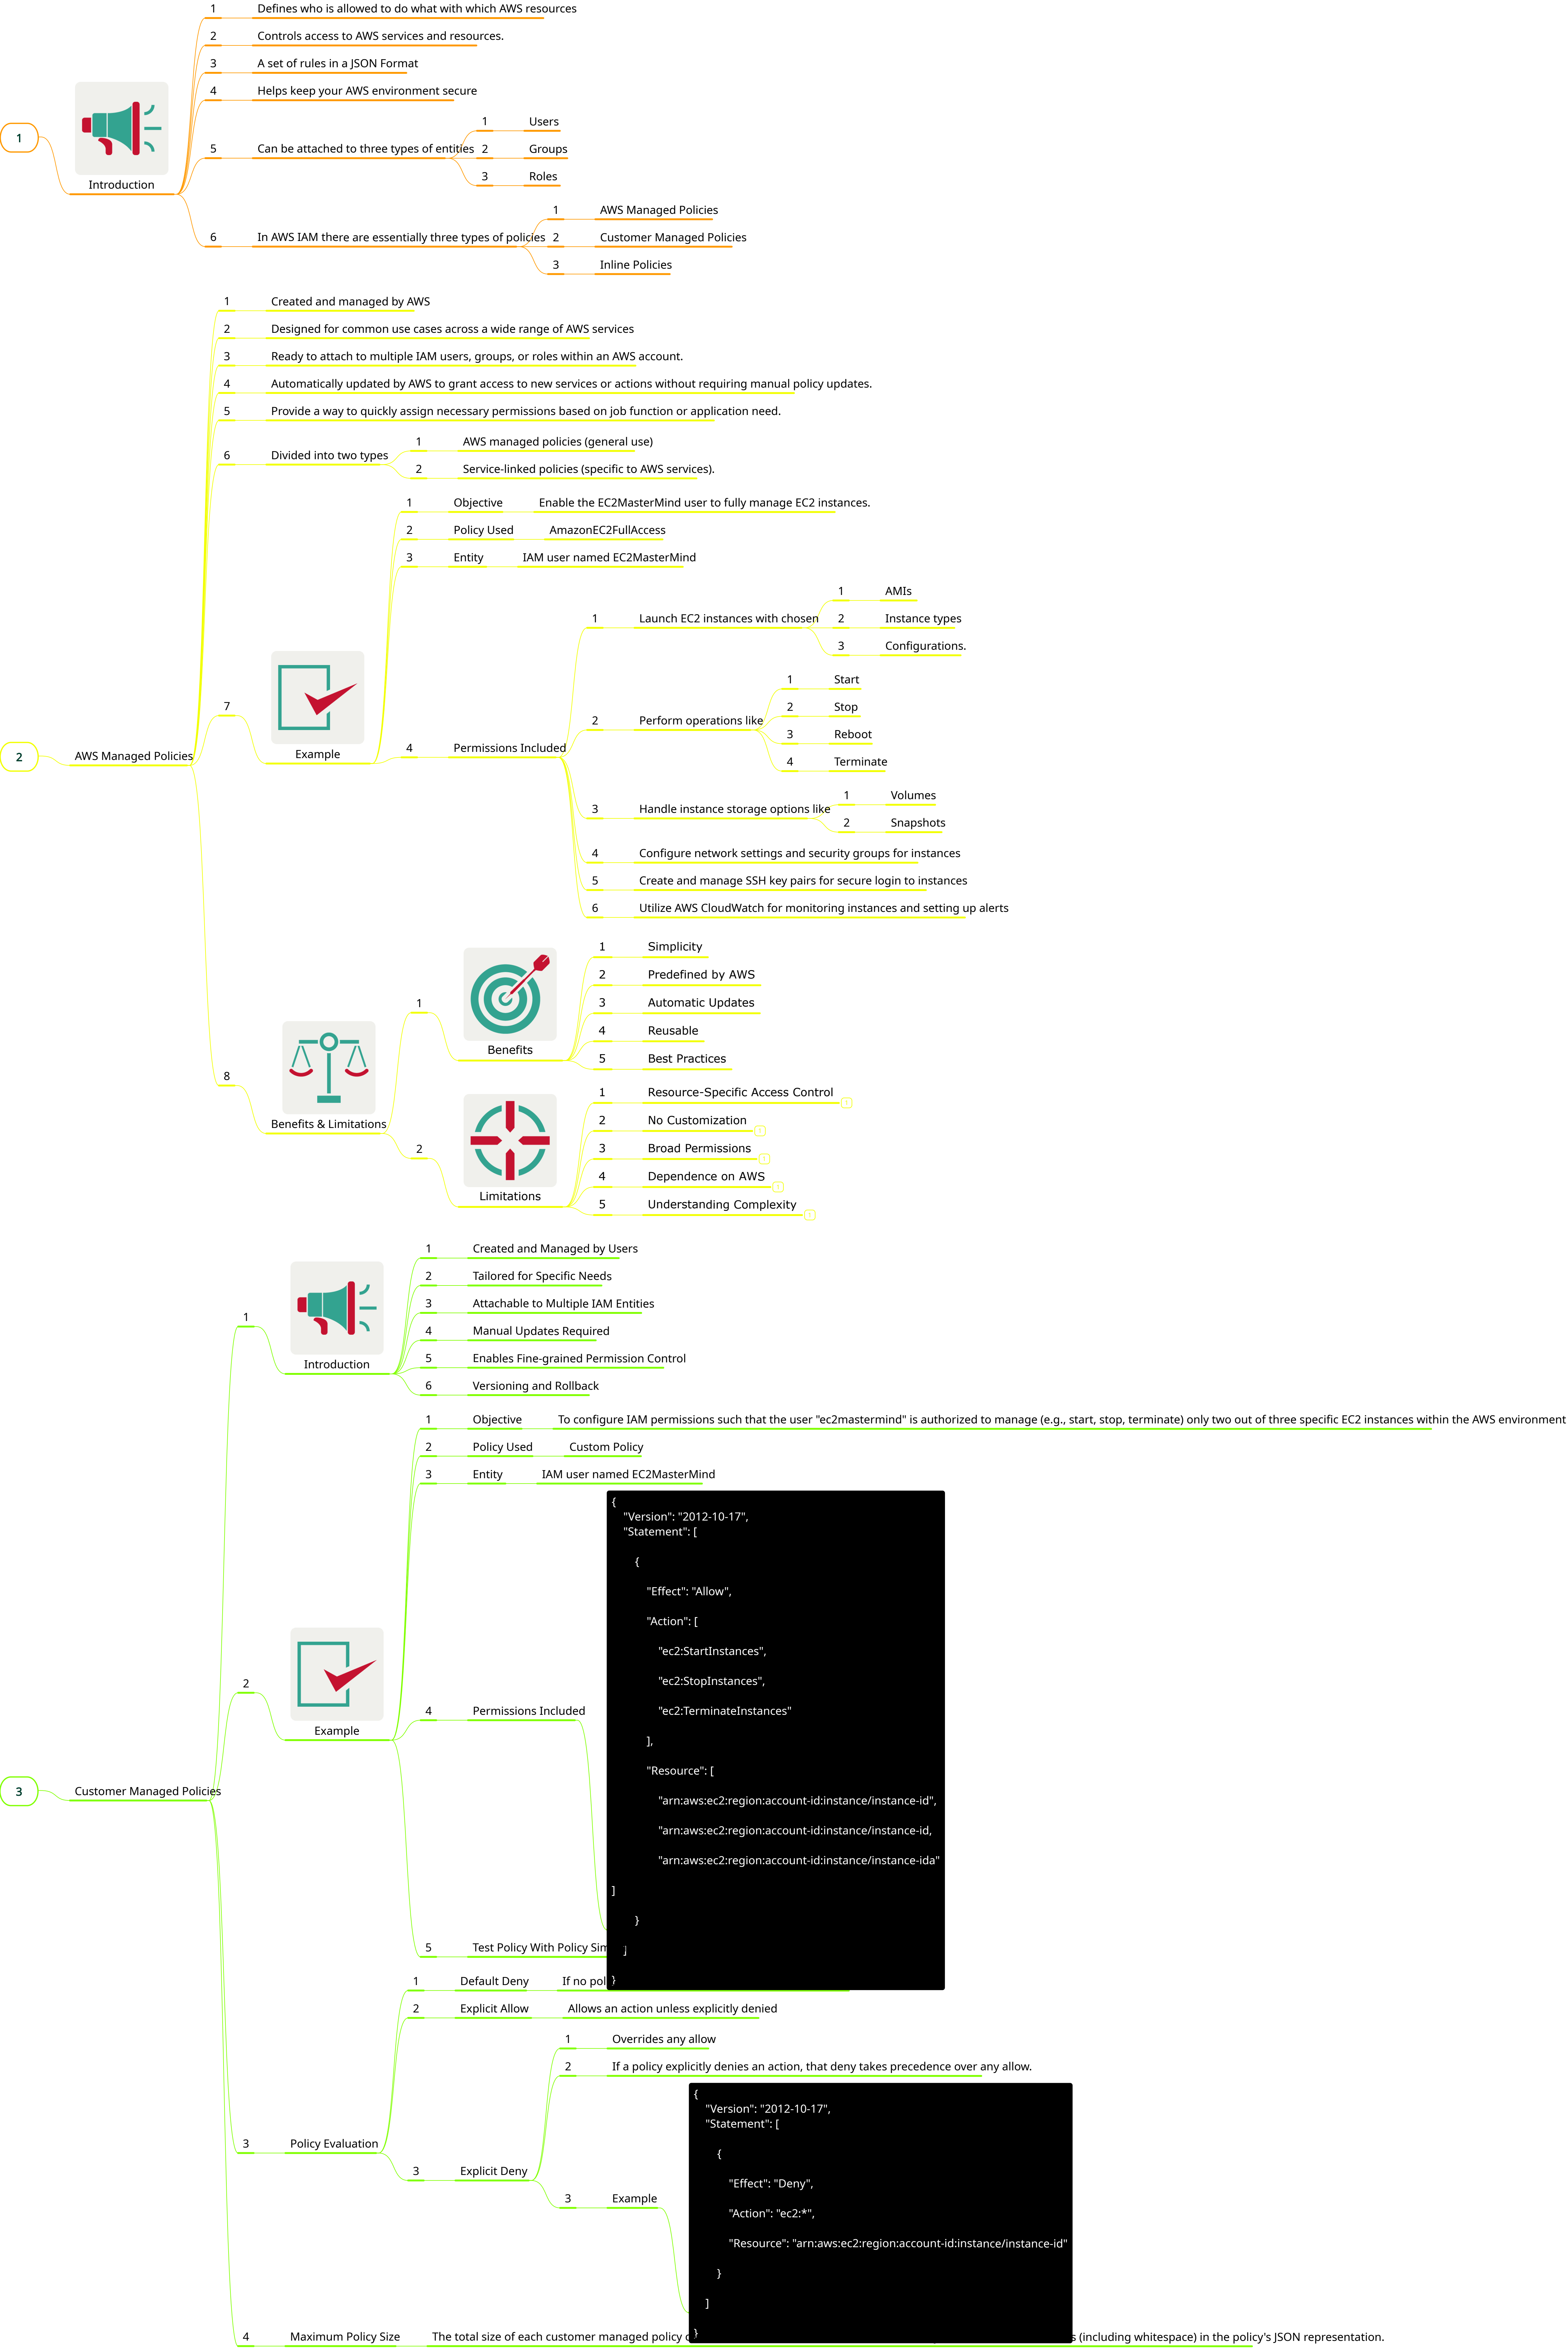 1
Introduction
1 Defines who is allowed to do what with which AWS resources
2 Controls access to AWS services and resources.
3 A set of rules in a JSON Format
4 Helps keep your AWS environment secure
5 Can be attached to three types of entities
1 Users
2 Groups
3 Roles
6 In AWS IAM there are essentially three types of policies
1 AWS Managed Policies
2 Customer Managed Policies
3 Inline Policies
2 AWS Managed Policies
1 Created and managed by AWS
2 Designed for common use cases across a wide range of AWS services
3 Ready to attach to multiple IAM users, groups, or roles within an AWS account.
4 Automatically updated by AWS to grant access to new services or actions without requiring manual policy updates.
5 Provide a way to quickly assign necessary permissions based on job function or application need.
6 Divided into two types
1 AWS managed policies (general use)
2 Service-linked policies (specific to AWS services).
7 Example
1 Objective Enable the EC2MasterMind user to fully manage EC2 instances.
2 Policy Used AmazonEC2FullAccess
3 Entity IAM user named EC2MasterMind
4 Permissions Included
1 Launch EC2 instances with chosen
1 AMIs
2 Instance types
3 Configurations.
2 Perform operations like
1 Start
2 Stop
3 Reboot
4 Terminate
3 Handle instance storage options like
1 Volumes
2 Snapshots
4 Configure network settings and security groups for instances
5 Create and manage SSH key pairs for secure login to instances
6 Utilize AWS CloudWatch for monitoring instances and setting up alerts
8 Benefits & Limitations
1 Benefits
1 Simplicity
2 Predefined by AWS
3 Automatic Updates
4 Reusable
5 Best Practices
2 Limitations
1 Resource-Specific Access Control
2 No Customization
3 Broad Permissions
4 Dependence on AWS
5 Understanding Complexity
3 Customer Managed Policies
1 Introduction
1 Created and Managed by Users
2 Tailored for Specific Needs
3 Attachable to Multiple IAM Entities
4 Manual Updates Required
5 Enables Fine-grained Permission Control
6 Versioning and Rollback
2 Example
1 Objective To configure IAM permissions such that the user "ec2mastermind" is authorized to manage (e.g., start, stop, terminate) only two out of three specific EC2 instances within the AWS environment
2 Policy Used Custom Policy
3 Entity IAM user named EC2MasterMind
4 Permissions Included
{
"Version": "2012-10-17",
"Statement": [
{
"Effect": "Allow",
"Action": [
"ec2:StartInstances",
"ec2:StopInstances",
"ec2:TerminateInstances"
],
"Resource": [
"arn:aws:ec2:region:account-id:instance/instance-id",
"arn:aws:ec2:region:account-id:instance/instance-id,
"arn:aws:ec2:region:account-id:instance/instance-ida"
]
}
]
}
5 Test Policy With Policy
3 Policy Evaluation
1 Default Deny If no
2 Explicit Allow Allows an action unless explicitly denied
3 Explicit Deny
1 Overrides any allow
2 If a policy explicitly denies an action, that deny takes precedence over any allow.
3 Example
{
"Version": "2012-10-17",
"Statement": [
{
"Effect": "Deny",
"Action": "ec2:*",
"Resource": "arn:aws:ec2:region:account-id:instance/instance-id"
}
]
}
4 Maximum Policy Size The total size of each customer managed policy (including whitespace) in the policy's JSON representation.